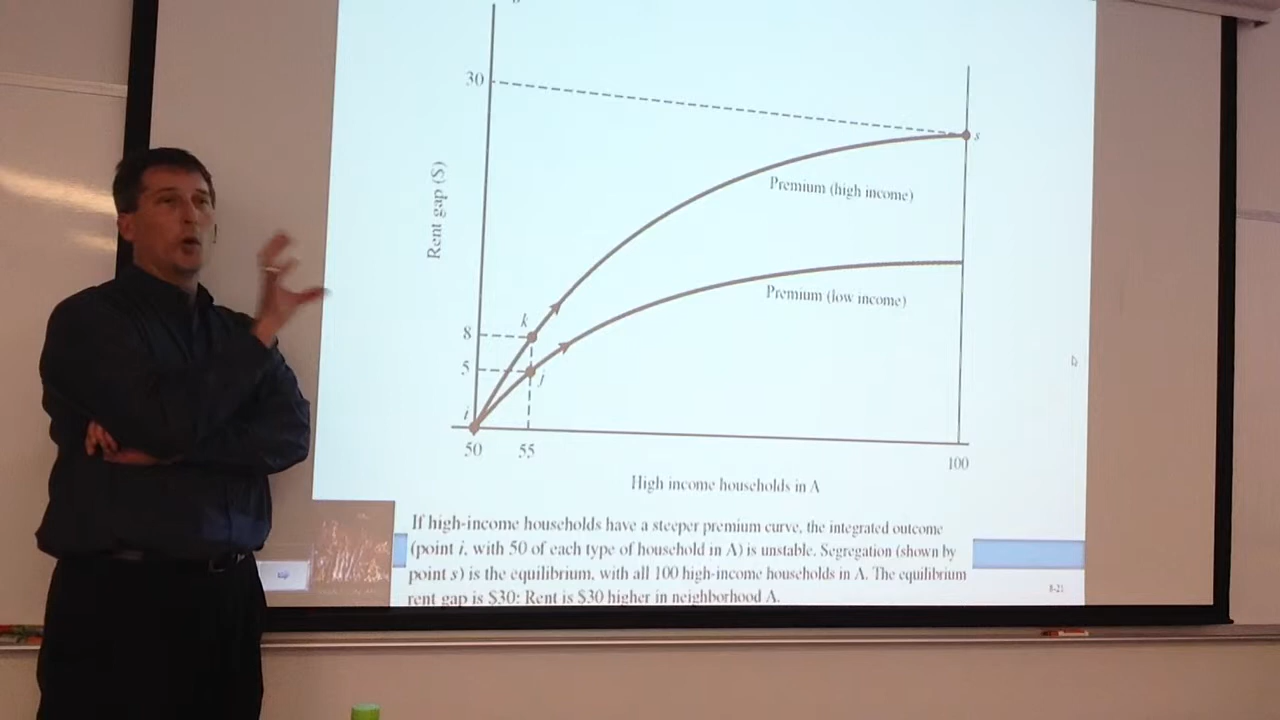 30
s
Premium (high income)
Rent gap ($)
Premium (low income)
k
8
5
j
i
50
55
100
High income households in A
If high-income households have a steeper premium curve, the integrated outcome
(point i, with 50 of each type of household in A) is unstable. Segregation (shown by
point s) is the equilibrium, with all 100 high-income households in A. The equilibrium
rent gap is $30: Rent is $30 higher in neighborhood A.
8-21